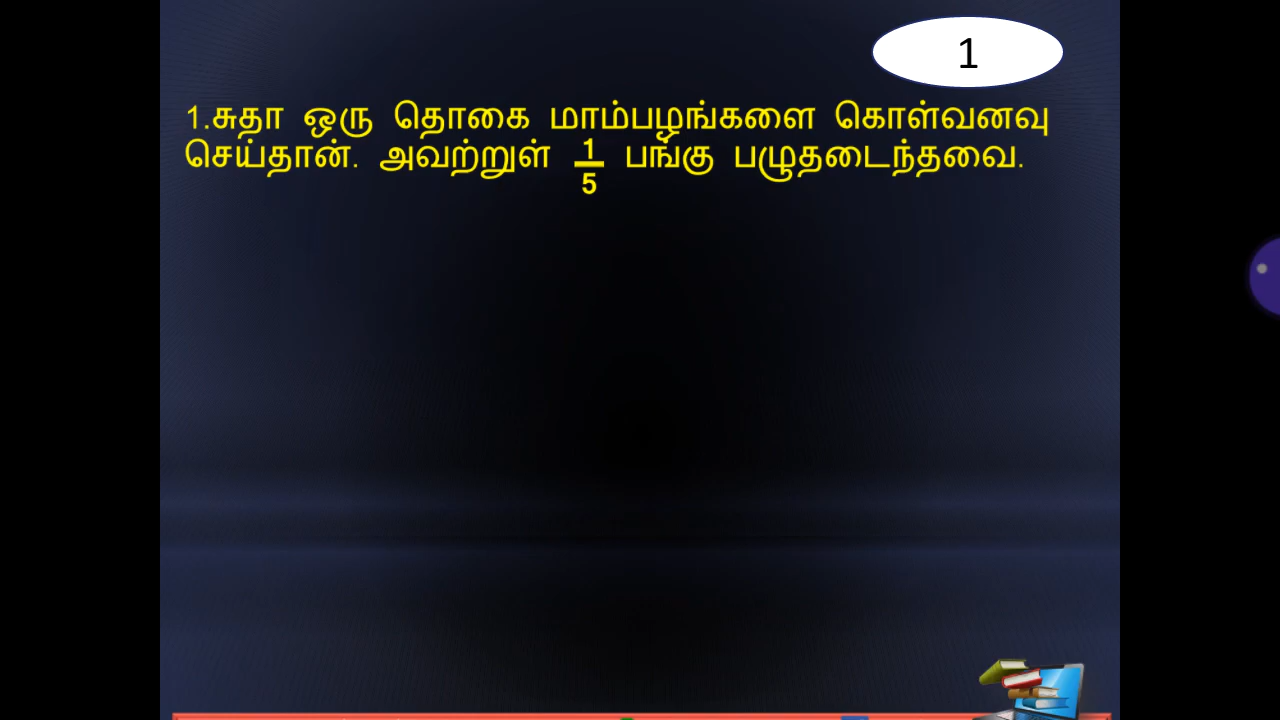 1
1.சுதா ஒரு தொகை மாம்பழங்களை கொள்வனவு
செய்தான். அவற்றுள் 1/5 பங்கு பழுதடைந்தவை.